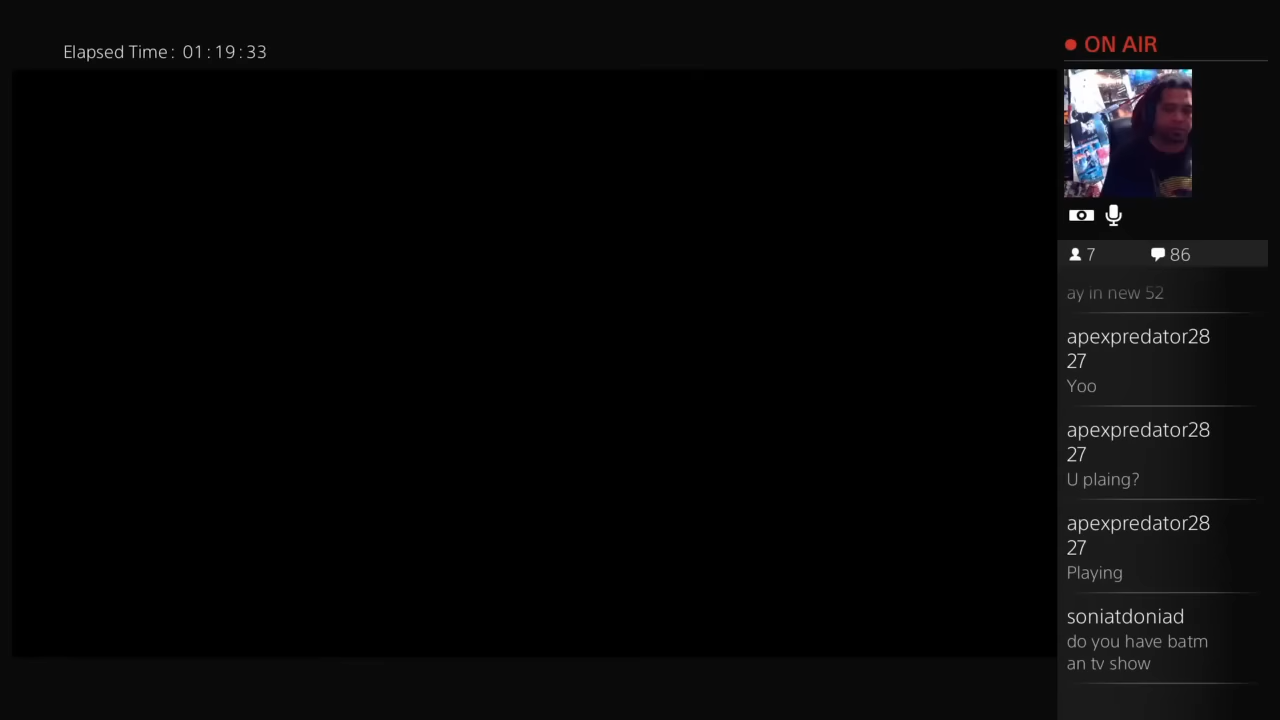 Elapsed Time: 01:19:33
ON AIR
7 86
ay in new 52
apexpredator28
27
Yoo
apexpredator28
27
U plaing?
apexpredator28
27
Playing
soniatdoniad
do you have batm
an tv show